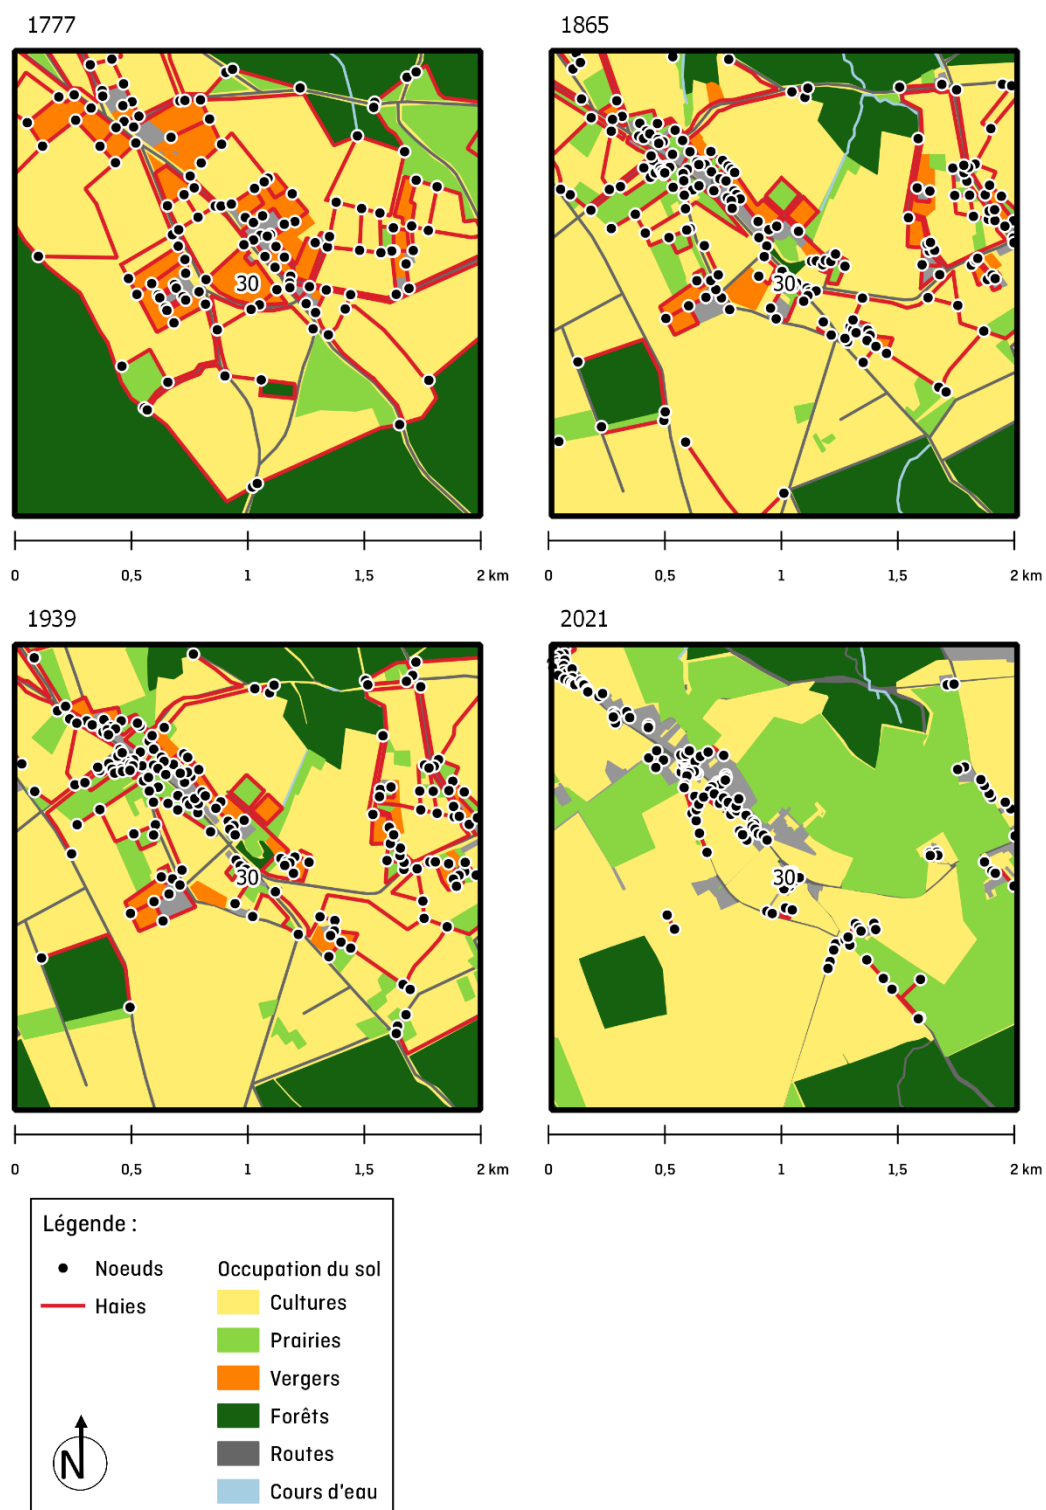 1777
1865
30
30
0 0,5 1 1,5 2 km
0 0,5 1 1,5 2 km
1939
2021
30
30
0 0,5 1 1,5 2 km
0 0,5 1 1,5 2 km
Légende :
Noeuds
Occupation du sol
Haies
Cultures
Prairies
Vergers
Forêts
Routes
Cours d'eau
N